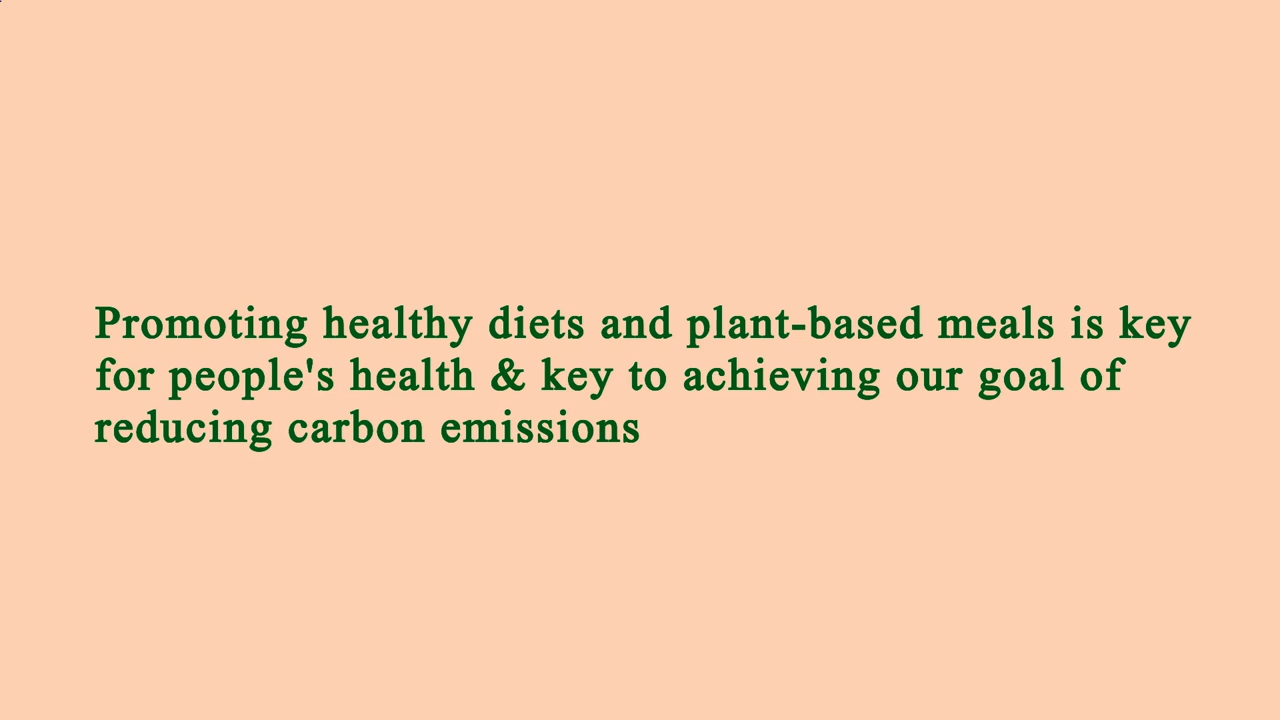 Promoting healthy diets and plant-based meals is key
for people's health & key to achieving our goal of
reducing carbon emissions